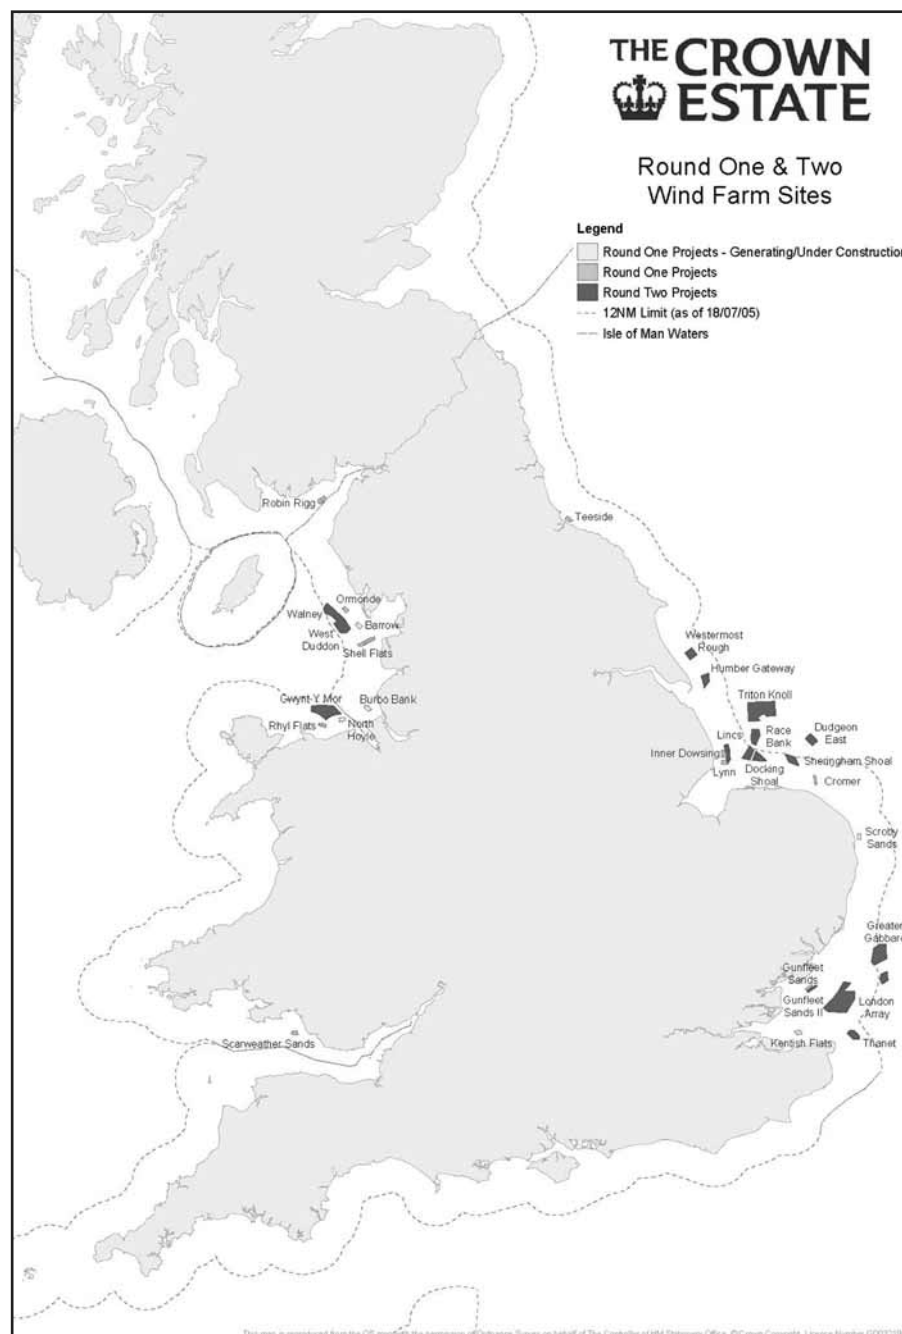 THE CROWN
ESTATE
Round One & Two
Wind Farm Sites
Legend
Round One Projects - Generating/Under Construction
Round One Projects
Round Two Projects
12NM Limit (as of 18/07/05)
Isle of Man Waters
Robin Rigg
Teeside
Ormonde
Walney
Barrow
West
Duddon
Shell Flats
Westermost
Rough
Humber Gateway
Gwynt-Y Mor
Burbo Bank
Rhyl Flats
North
Hoyle
Triton Knoll
Lincs
Race
Bank
Dudgeon
East
Inner Dowsings
Lynn
Docking
Shoal
Sheringham Shoal
Cromer
Scroby
Sands
Greater
Gabbard
Gunfleet
Sands
Gunfleet
Sands II
London
Array
Scarweather Sands
Kentish Flats
Thanet